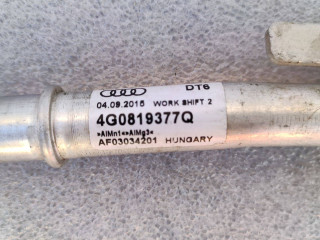 DT6
04.09.2015 WORK SHIFT 2
4G0819377Q
»AlMn1«»AlMg3«
AF03034201 HUNGARY